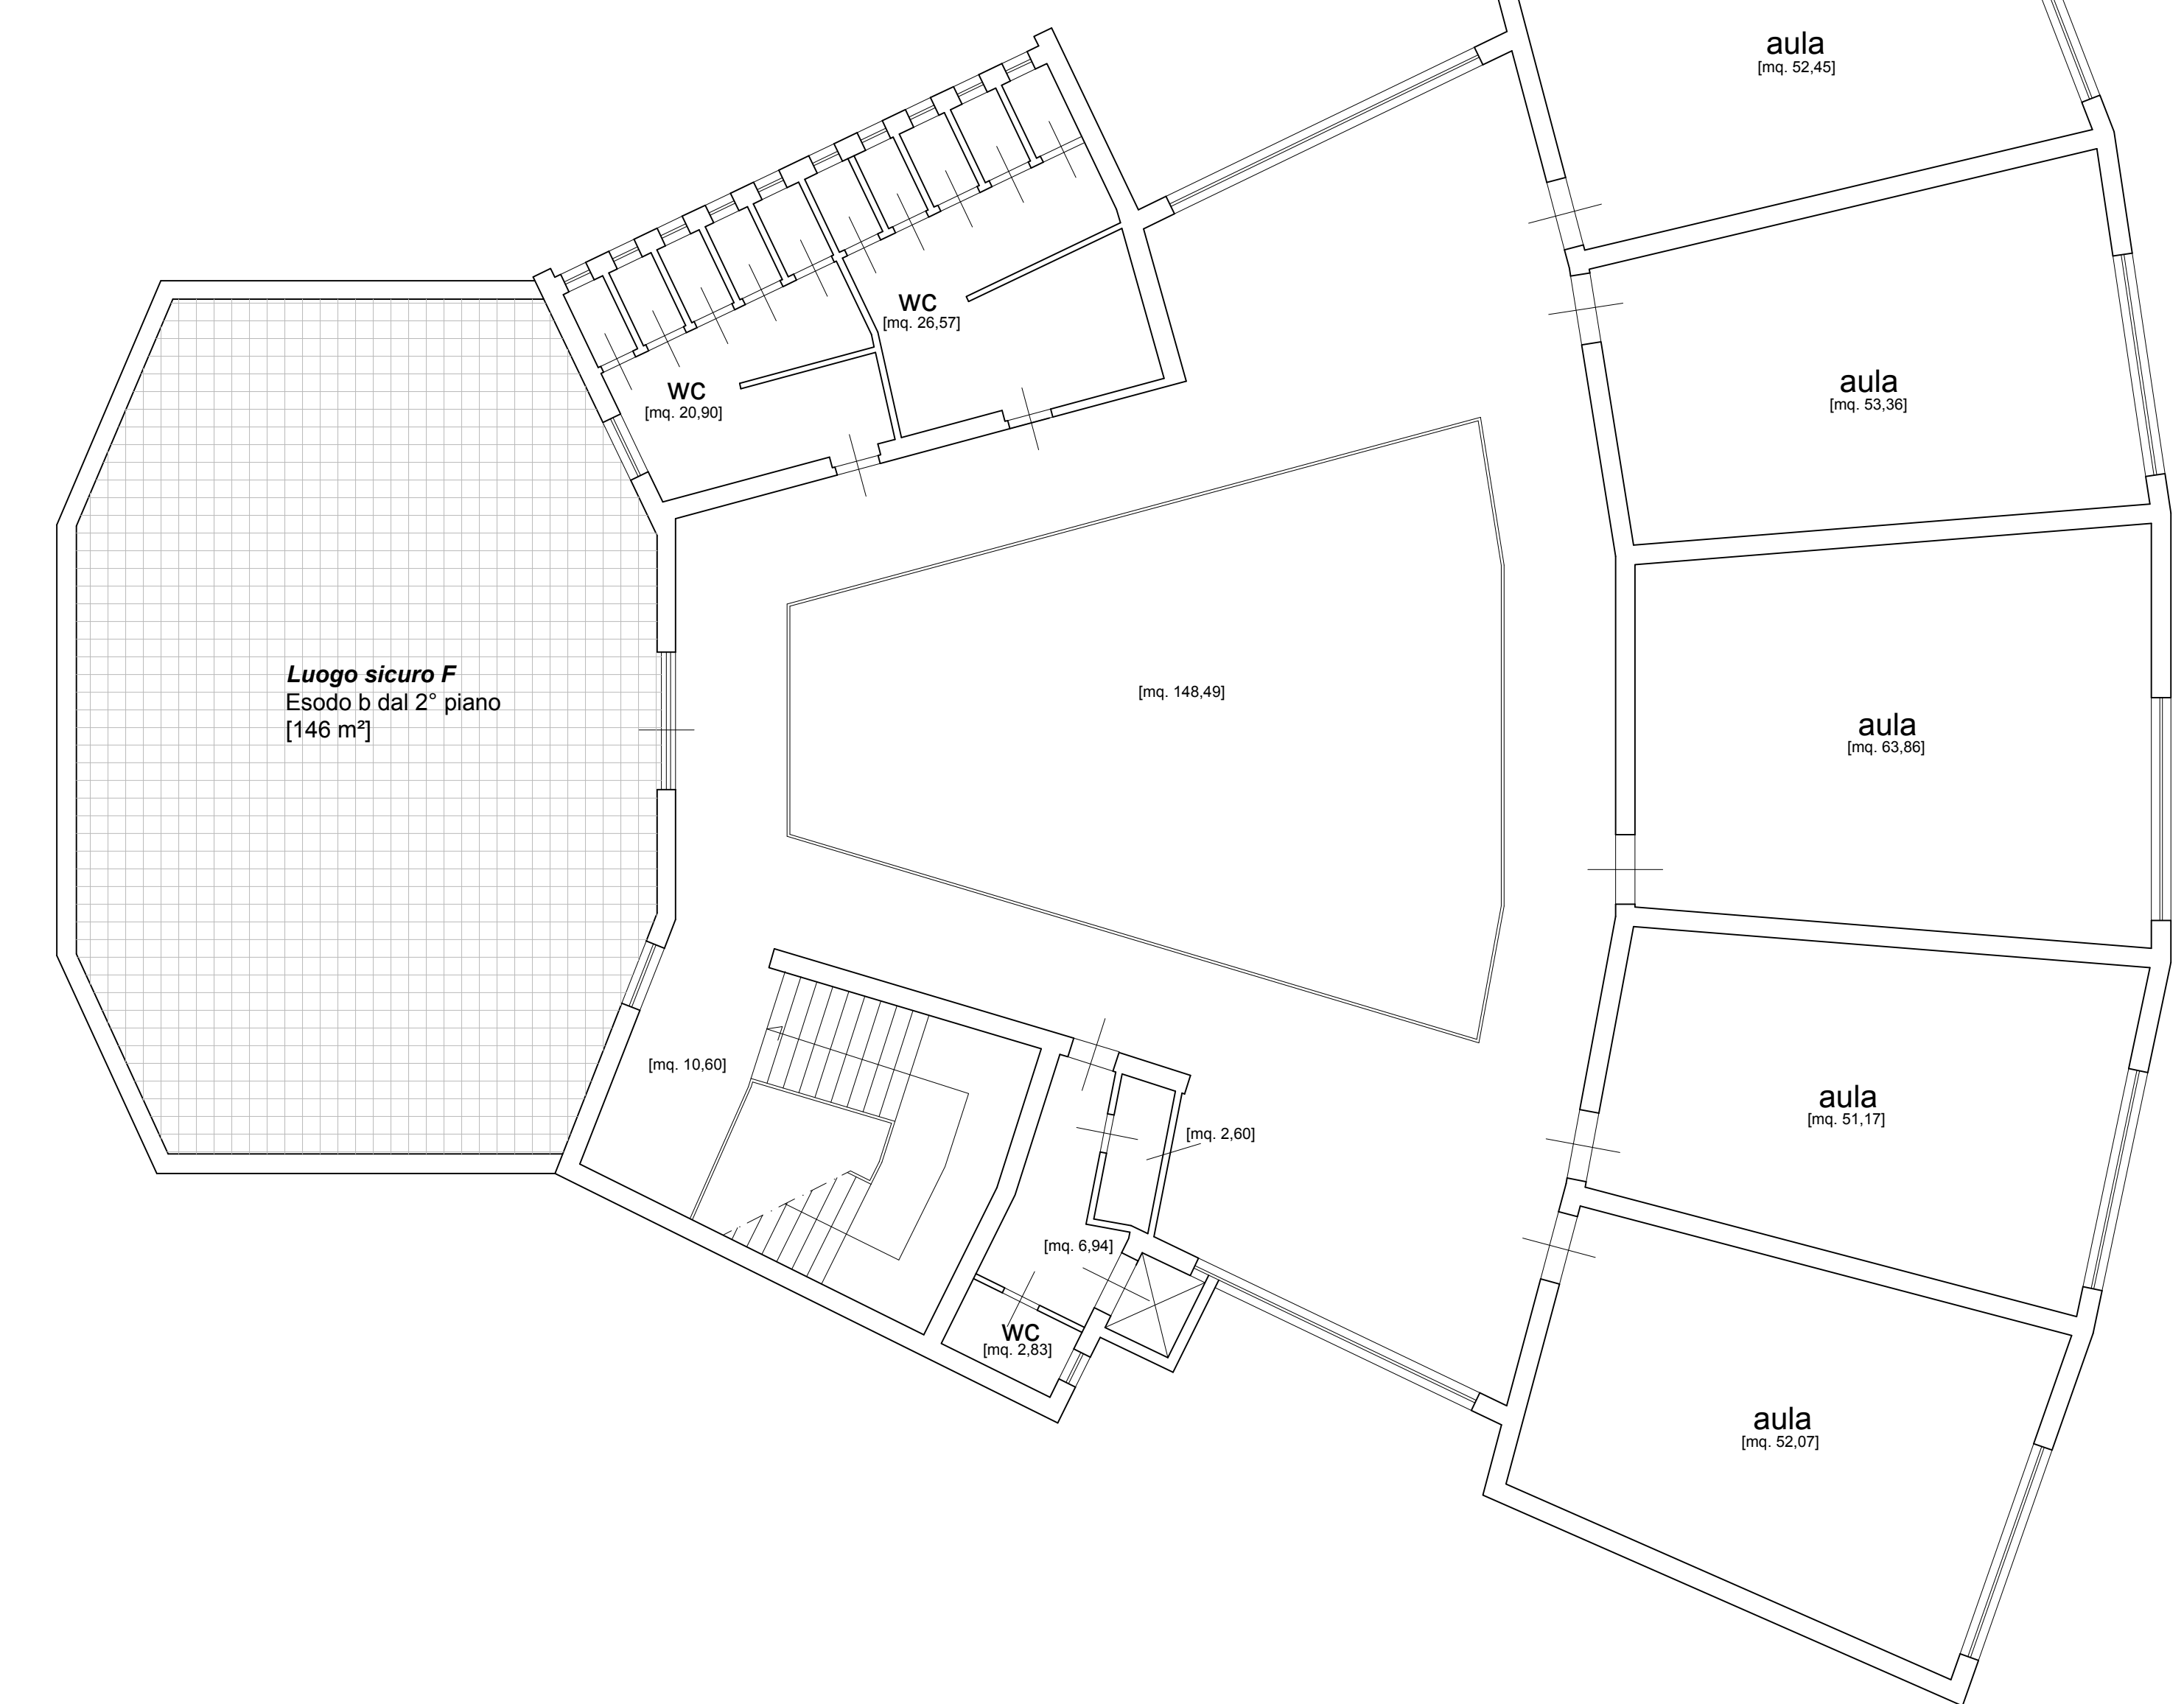 aula
[mq. 52,45]
WC
[mq. 26,57]
WC
[mq. 20,90]
aula
[mq. 53,36]
Luogo sicuro F
Esodo b dal 2° piano
[146 m²]
[mq. 148,49]
aula
[mq. 63,86]
[mq. 10,60]
[mq. 2,60]
aula
[mq. 51,17]
[mq. 6,94]
WC
[mq. 2,83]
aula
[mq. 52,07]